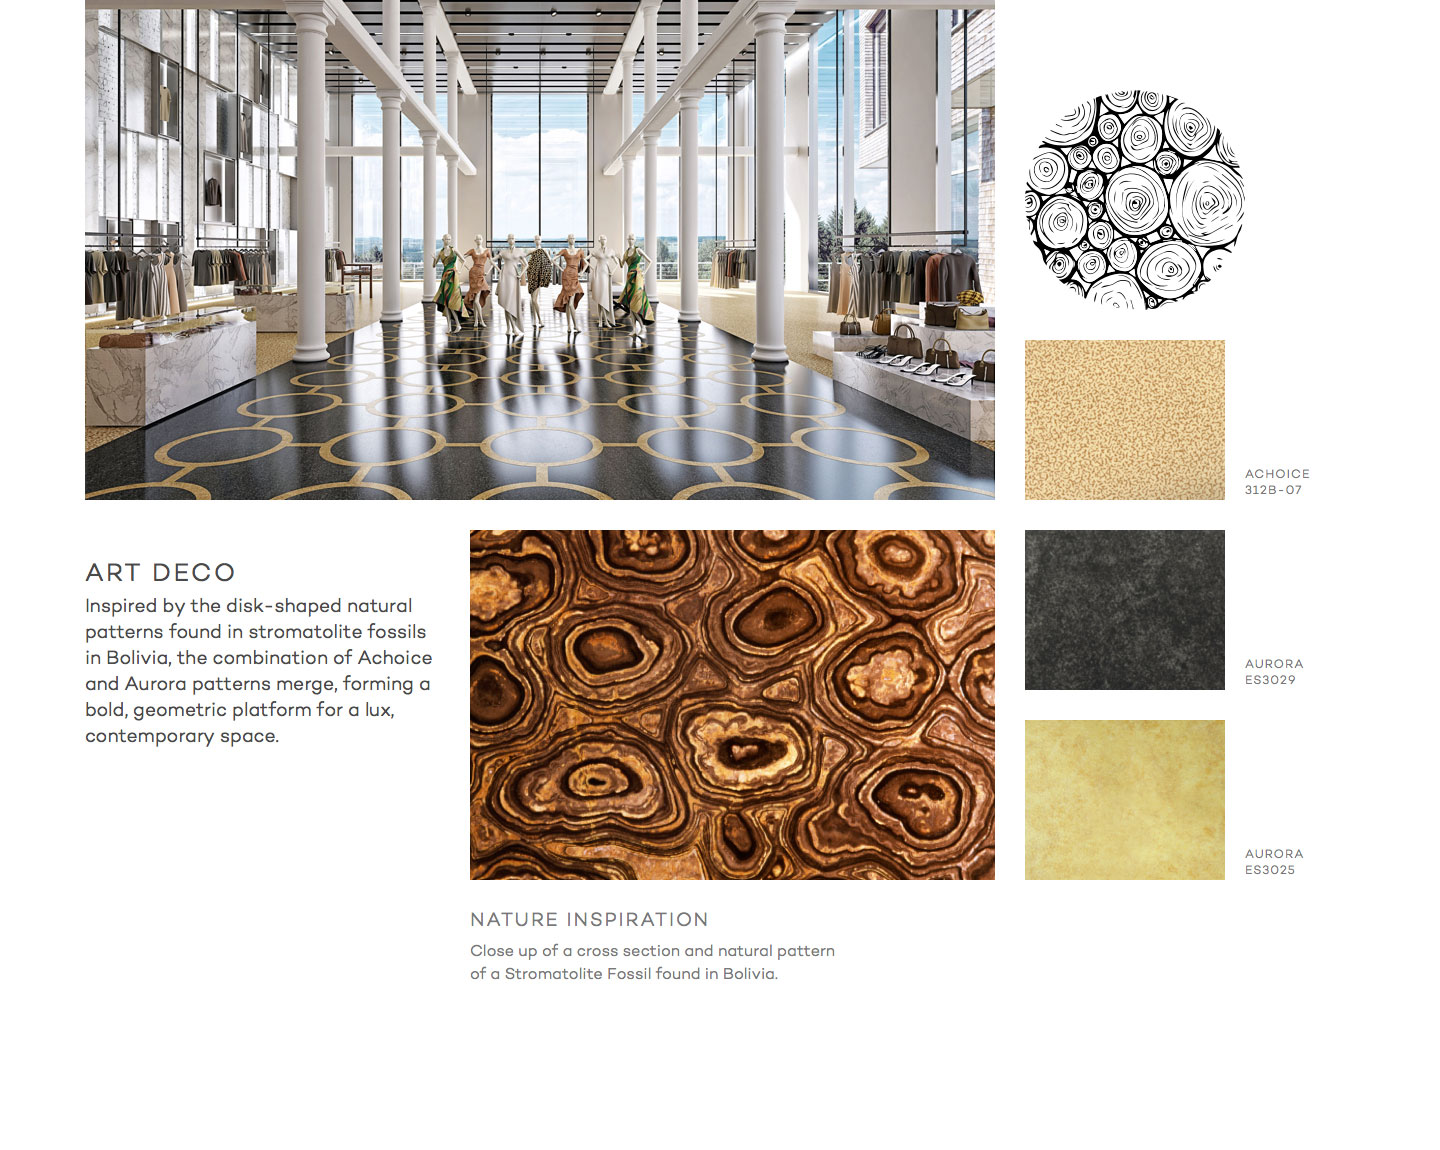 ACHOICE
312B-07
ART DECO
Inspired by the disk-shaped natural
patterns found in stromatolite fossils
in Bolivia, the combination of Achoice
and Aurora patterns merge, forming a
bold, geometric platform for a lux,
contemporary space.
AURORA
ES3029
AURORA
ES3025
NATURE INSPIRATION
Close up of a cross section and natural pattern
of a Stromatolite Fossil found in Bolivia.